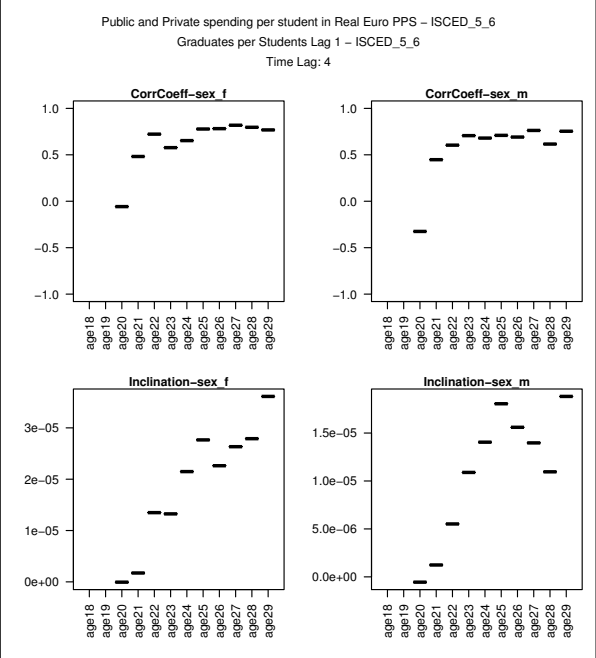 Public and Private spending per student in Real Euro PPS − ISCED_5_6
Graduates per Students Lag 1 − ISCED_5_6
Time Lag: 4
CorrCoeff−sex_f
1.0
0.5
0.0
−0.5
−1.0
age18
age19
age20
age21
age22
age23
age24
age25
age26
age27
age28
age29
CorrCoeff−sex_m
1.0
0.5
0.0
−0.5
−1.0
age18
age19
age20
age21
age22
age23
age24
age25
age26
age27
age28
age29
Inclination−sex_f
3e−05
2e−05
1e−05
0e+00
age18
age19
age20
age21
age22
age23
age24
age25
age26
age27
age28
age29
Inclination−sex_m
1.5e−05
1.0e−05
5.0e−06
0.0e+00
age18
age19
age20
age21
age22
age23
age24
age25
age26
age27
age28
age29